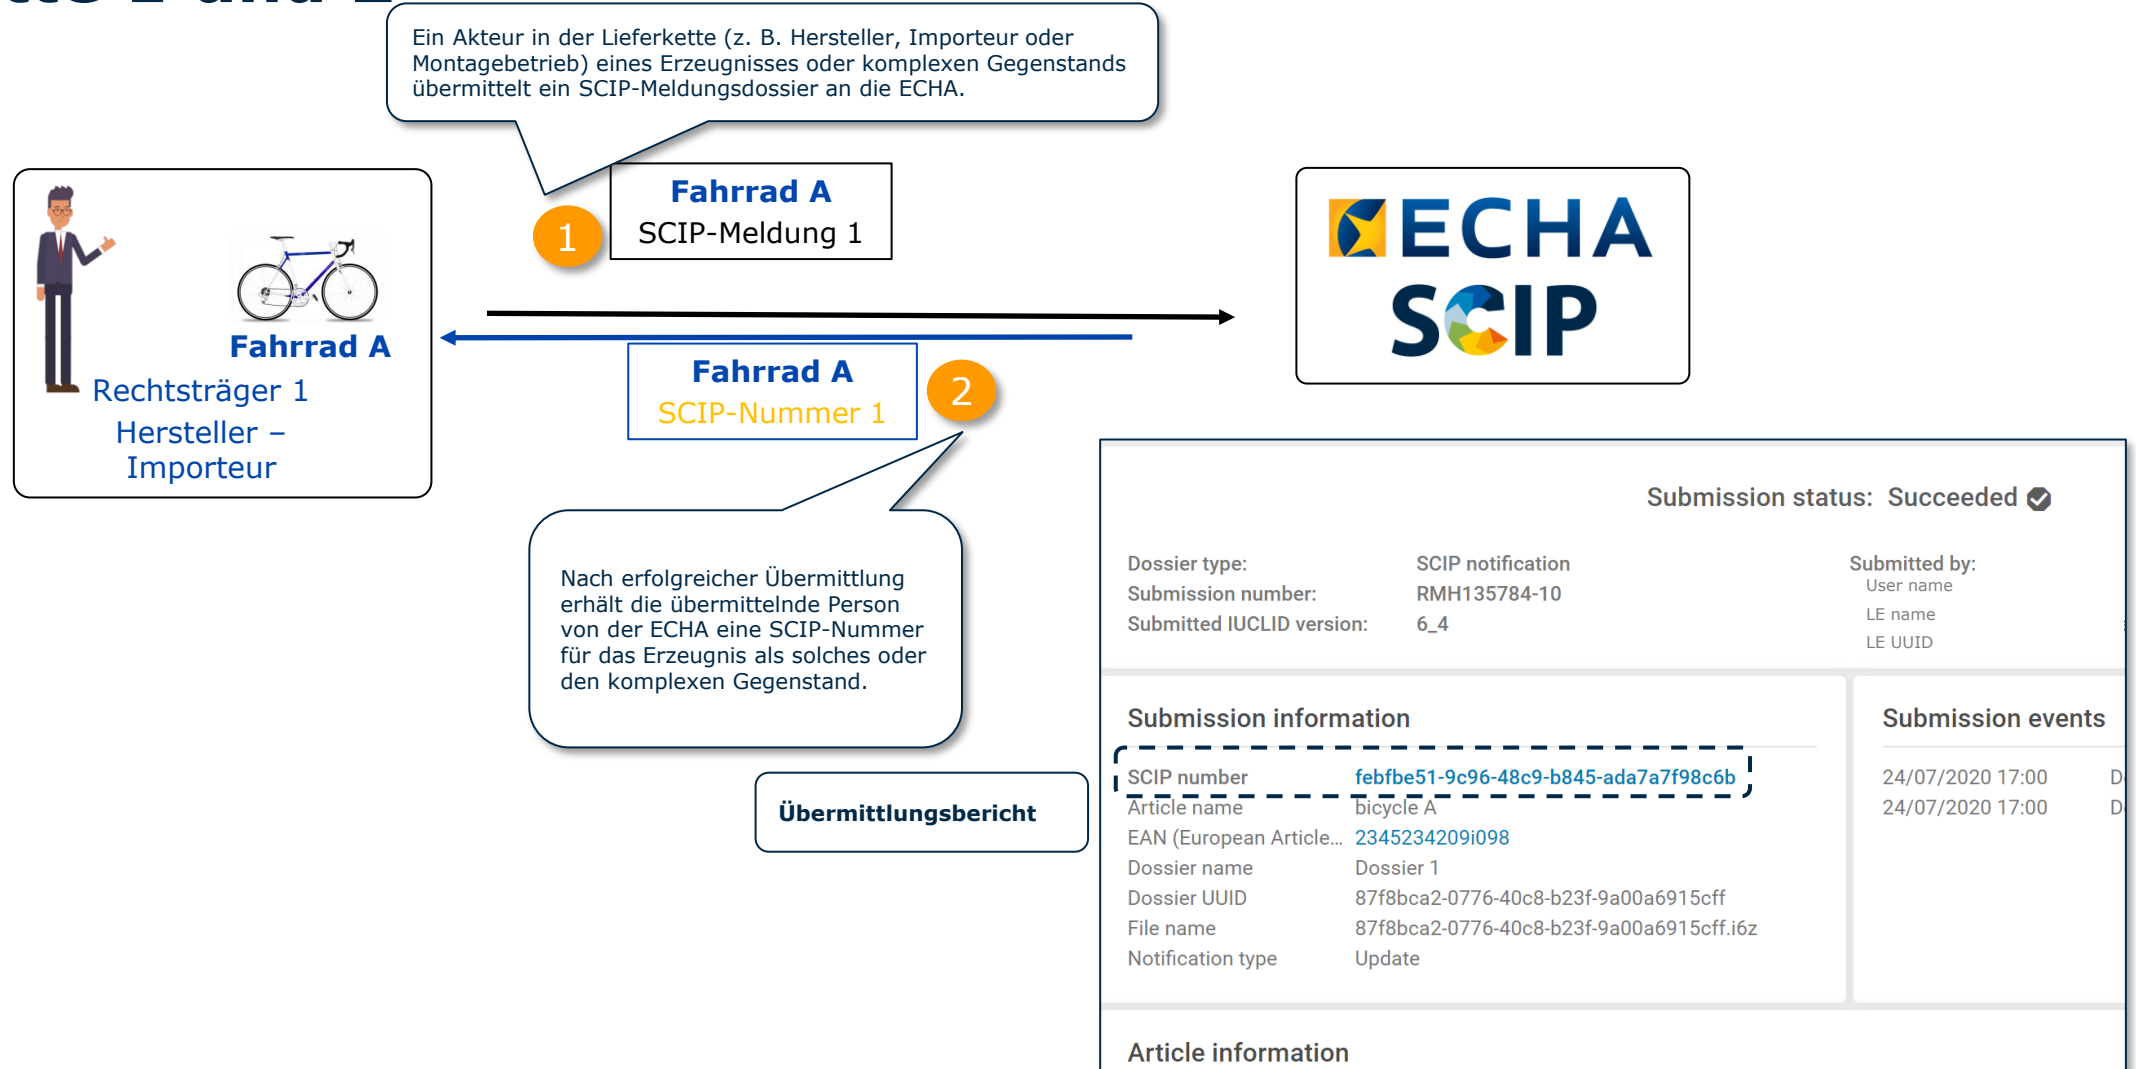 Ein Akteur in der Lieferkette (z. B. Hersteller, Importeur oder
Montagebetrieb) eines Erzeugnisses oder komplexen Gegenstands
übermittelt ein SCIP-Meldungsdossier an die ECHA.
Fahrrad A
SCIP-Meldung 1
1
ECHA
SCIP
Fahrrad A
Rechtsträger 1
Hersteller –
Importeur
Fahrrad A
SCIP-Nummer 1
2
Nach erfolgreicher Übermittlung
erhält die übermittelnde Person
von der ECHA eine SCIP-Nummer
für das Erzeugnis als solches oder
den komplexen Gegenstand.
Übermittlungsbericht
Submission status: Succeeded
Dossier type: SCIP notification
Submission number: RMH135784-10
Submitted IUCLID version: 6_4
Submitted by:
User name
LE name
LE UUID
Submission information
SCIP number febfbe51-9c96-48c9-b845-ada7a7f98c6b
Article name bicycle A
EAN (European Article... 2345234209i098
Dossier name Dossier 1
Dossier UUID 87f8bca2-0776-40c8-b23f-9a00a6915cff
File name 87f8bca2-0776-40c8-b23f-9a00a6915cff.i6z
Notification type Update
Submission events
24/07/2020 17:00
24/07/2020 17:00
Article information